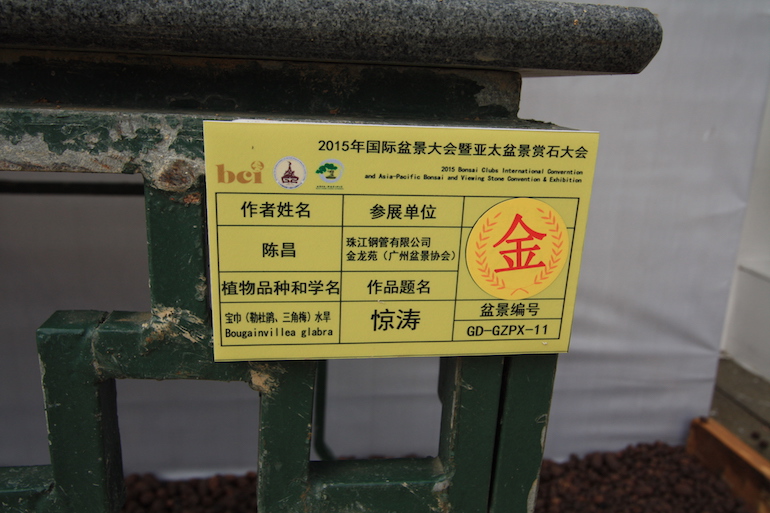 2015年国际盆景大会暨亚太盆景赏石大会
bci
2015 Bonsai Clubs International Converntion
and Asia-Pacific Bonsai and Viewing Stone Convention & Exhibition
作者姓名
参展单位
陈昌
珠江钢管有限公司
金龙苑（广州盆景协会）
金
植物品种和学名
作品题名
盆景编号
宝巾（勒杜鹃、三角梅）水旱
Bougainvillea glabra
惊涛
GD-GZPX-11